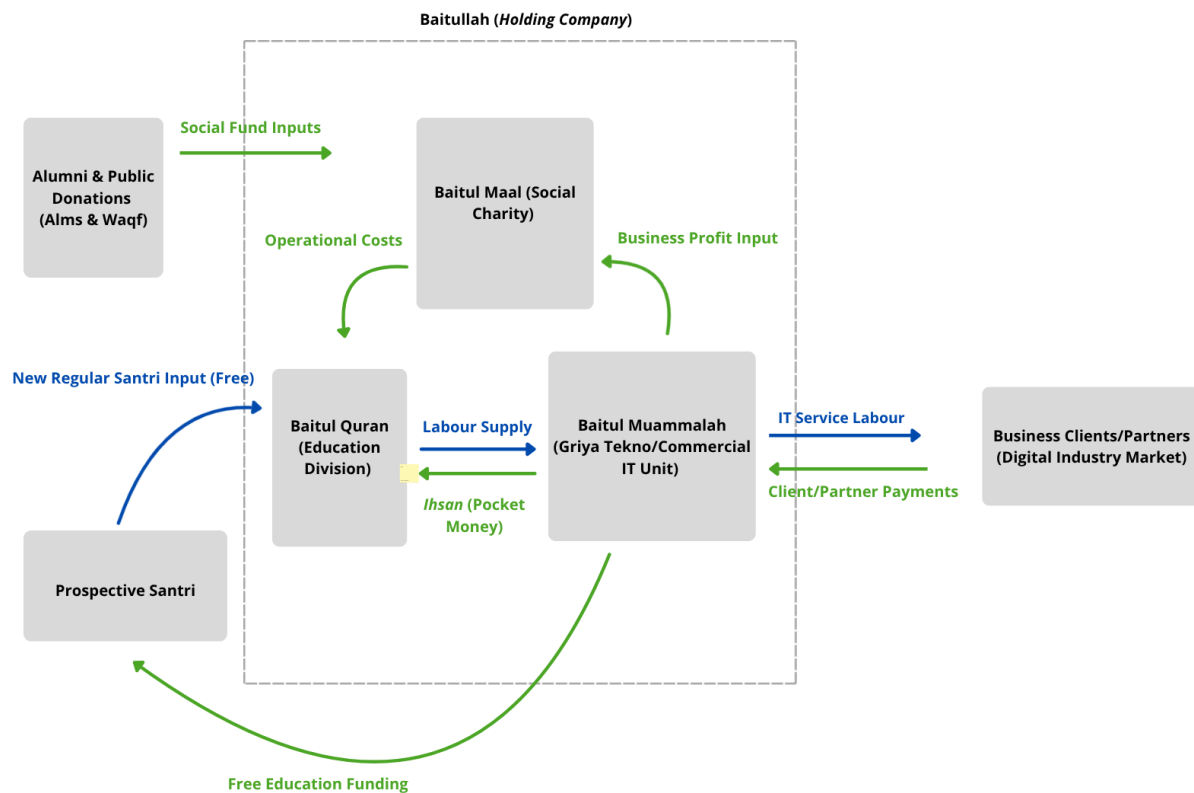 Baitullah (Holding Company)
Social Fund Inputs
Alumni & Public
Donations
(Alms & Waqf)
Baitul Maal (Social
Charity)
Operational Costs
Business Profit Input
New Regular Santri Input (Free)
Baitul Quran
(Education
Division)
Labour Supply
Ihsan (Pocket
Money)
Baitul Muammalah
(Griya Tekno/Commercial
IT Unit)
IT Service Labour
Client/Partner Payments
Business Clients/Partners
(Digital Industry Market)
Prospective Santri
Free Education Funding